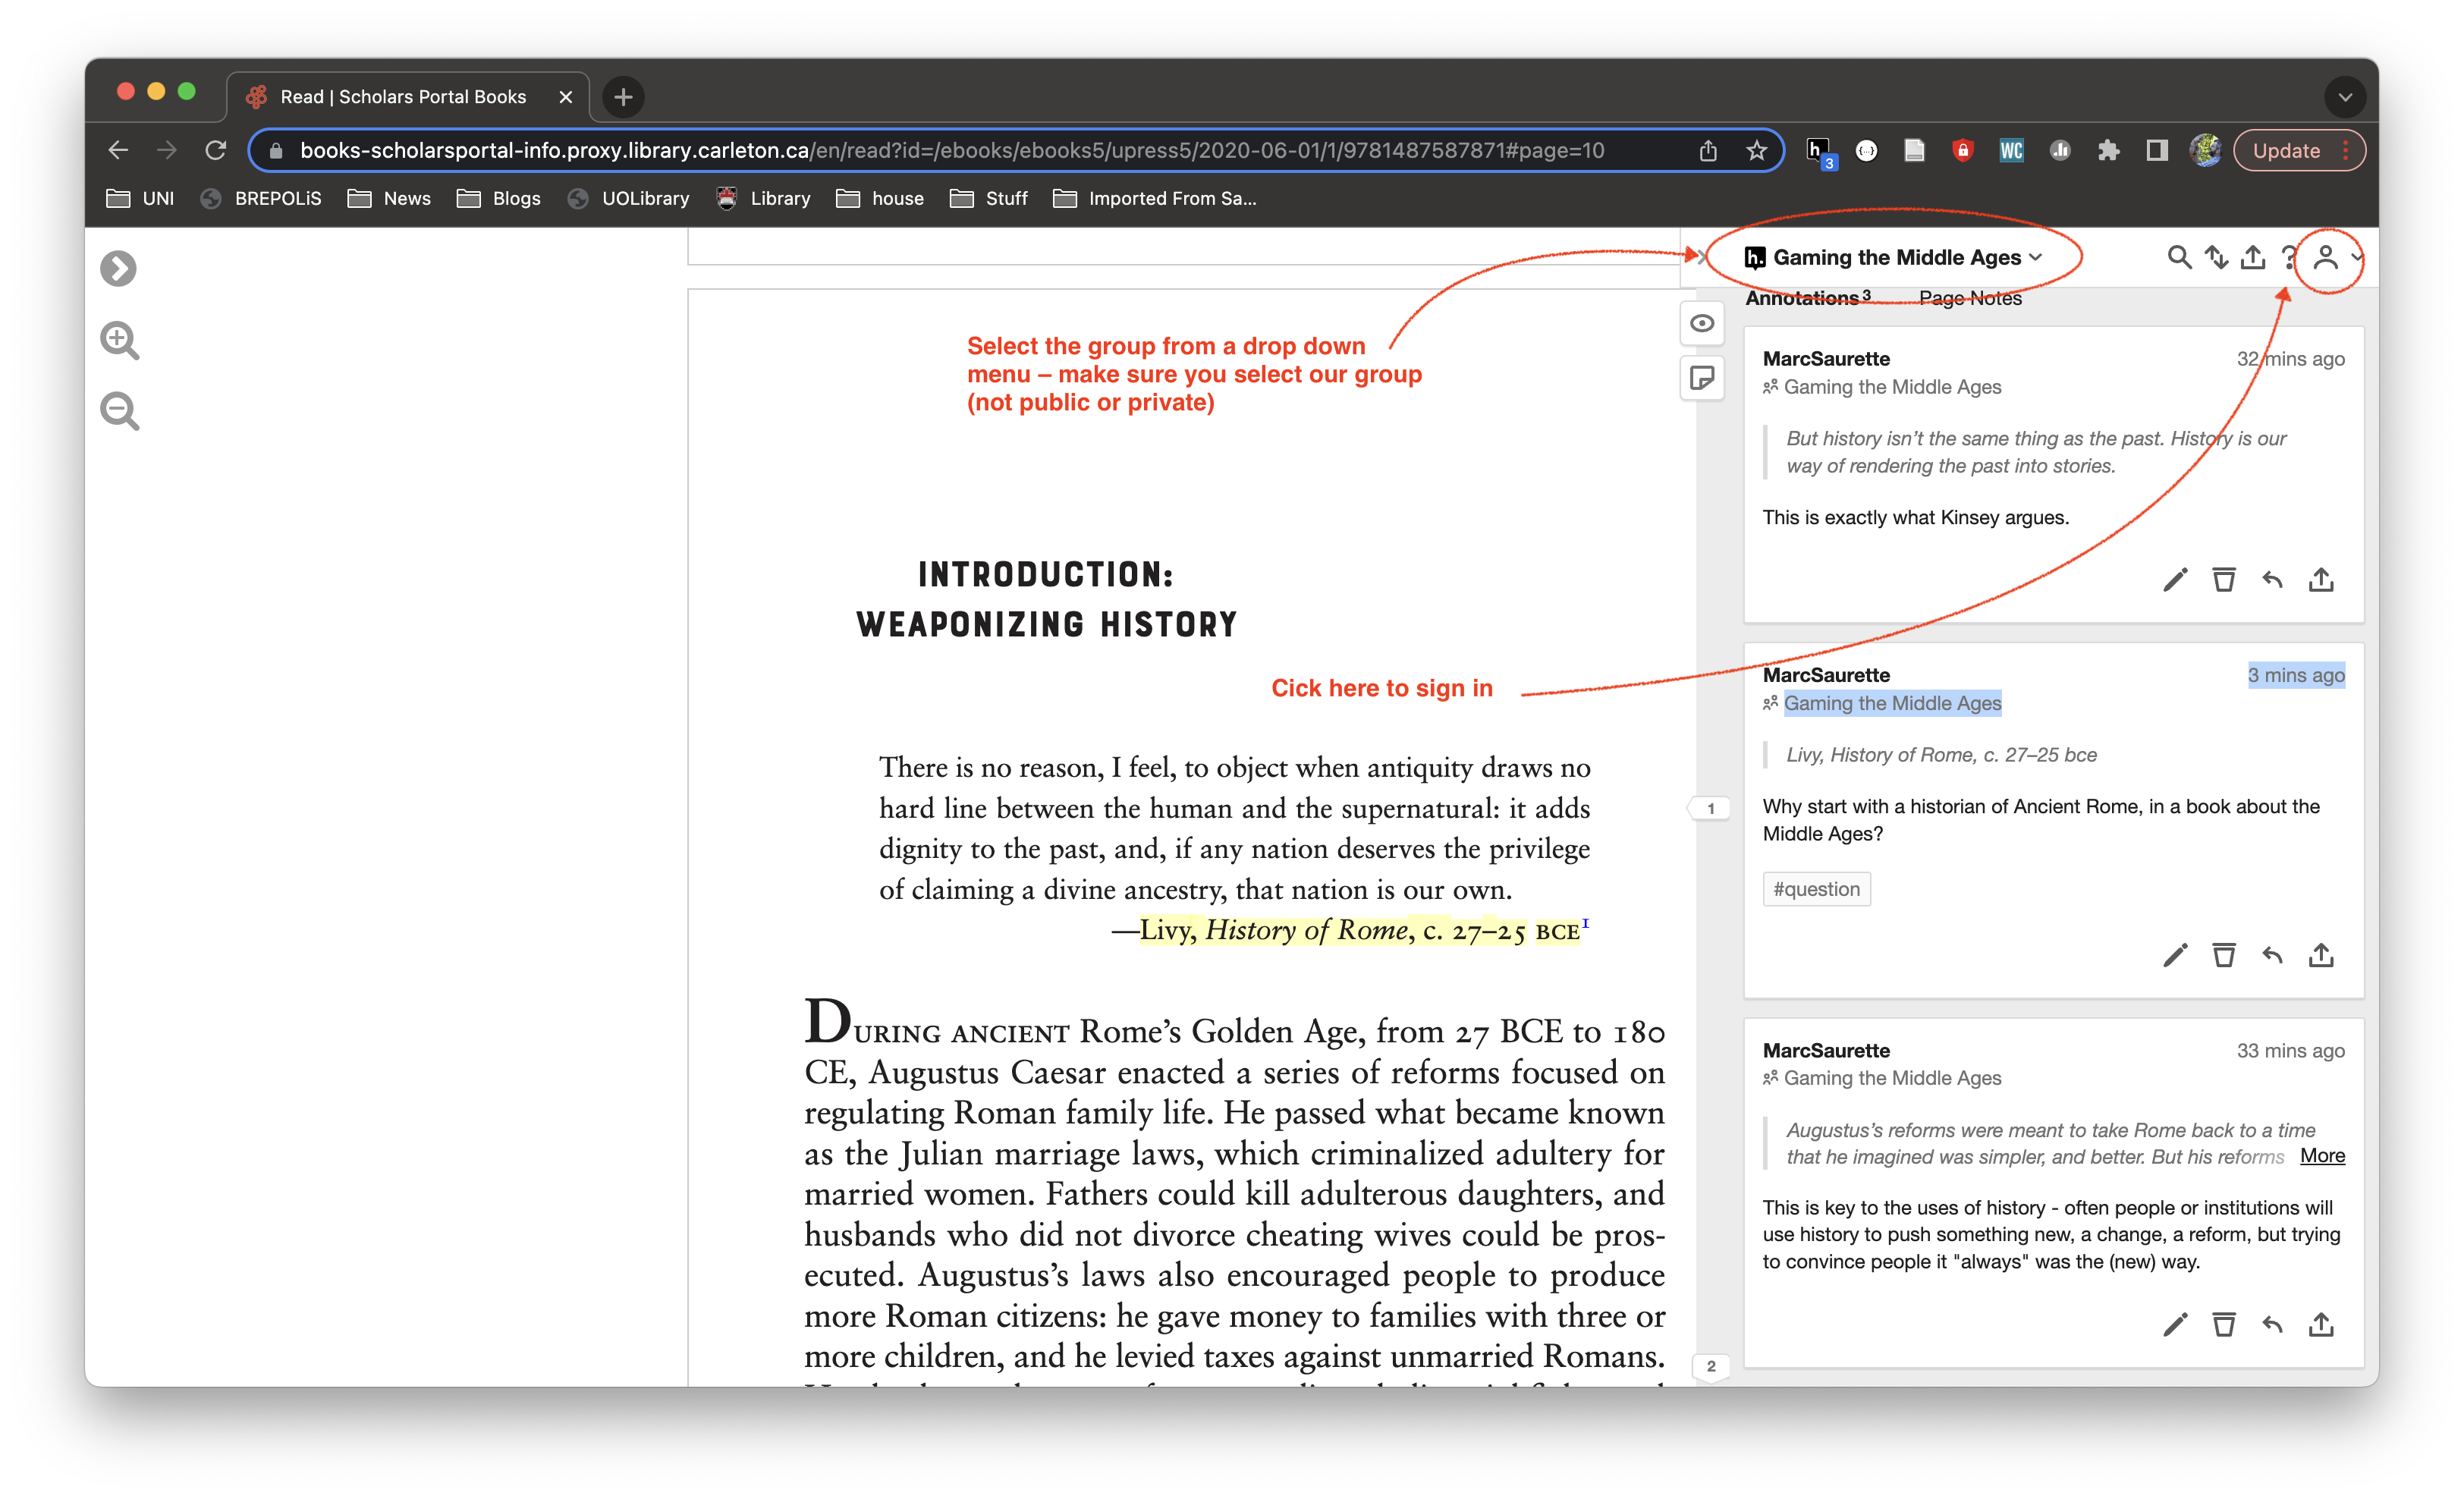 Read | Scholars Portal Books
books-scholarsportal-info.proxy.library.carleton.ca/en/read?id=/ebooks/ebooks5/upress5/2020-06-01/1/9781487587871#page=10
3
WC
Update
UNI
BREPOLiS
News
Blogs
UOLibrary
Library
house
Stuff
Imported From Sa...
h. Gaming the Middle Ages
Annotations 3 Page Notes
Select the group from a drop down
menu – make sure you select our group
(not public or private)
INTRODUCTION:
WEAPONIZING HISTORY
Cick here to sign in
There is no reason, I feel, to object when antiquity draws no
hard line between the human and the supernatural: it adds
dignity to the past, and, if any nation deserves the privilege
of claiming a divine ancestry, that nation is our own.
—Livy, History of Rome, c. 27–25 BCE1
DURING ANCIENT Rome’s Golden Age, from 27 BCE to 180
CE, Augustus Caesar enacted a series of reforms focused on
regulating Roman family life. He passed what became known
as the Julian marriage laws, which criminalized adultery for
married women. Fathers could kill adulterous daughters, and
husbands who did not divorce cheating wives could be pros-
ecuted. Augustus’s laws also encouraged people to produce
more Roman citizens: he gave money to families with three or
more children, and he levied taxes against unmarried Romans.
1
2
MarcSaurette 32 mins ago
Gaming the Middle Ages
But history isn’t the same thing as the past. History is our
way of rendering the past into stories.
This is exactly what Kinsey argues.
MarcSaurette 3 mins ago
Gaming the Middle Ages
Livy, History of Rome, c. 27–25 bce
Why start with a historian of Ancient Rome, in a book about the
Middle Ages?
#question
MarcSaurette 33 mins ago
Gaming the Middle Ages
Augustus’s reforms were meant to take Rome back to a time
that he imagined was simpler, and better. But his reforms More
This is key to the uses of history - often people or institutions will
use history to push something new, a change, a reform, but trying
to convince people it "always" was the (new) way.